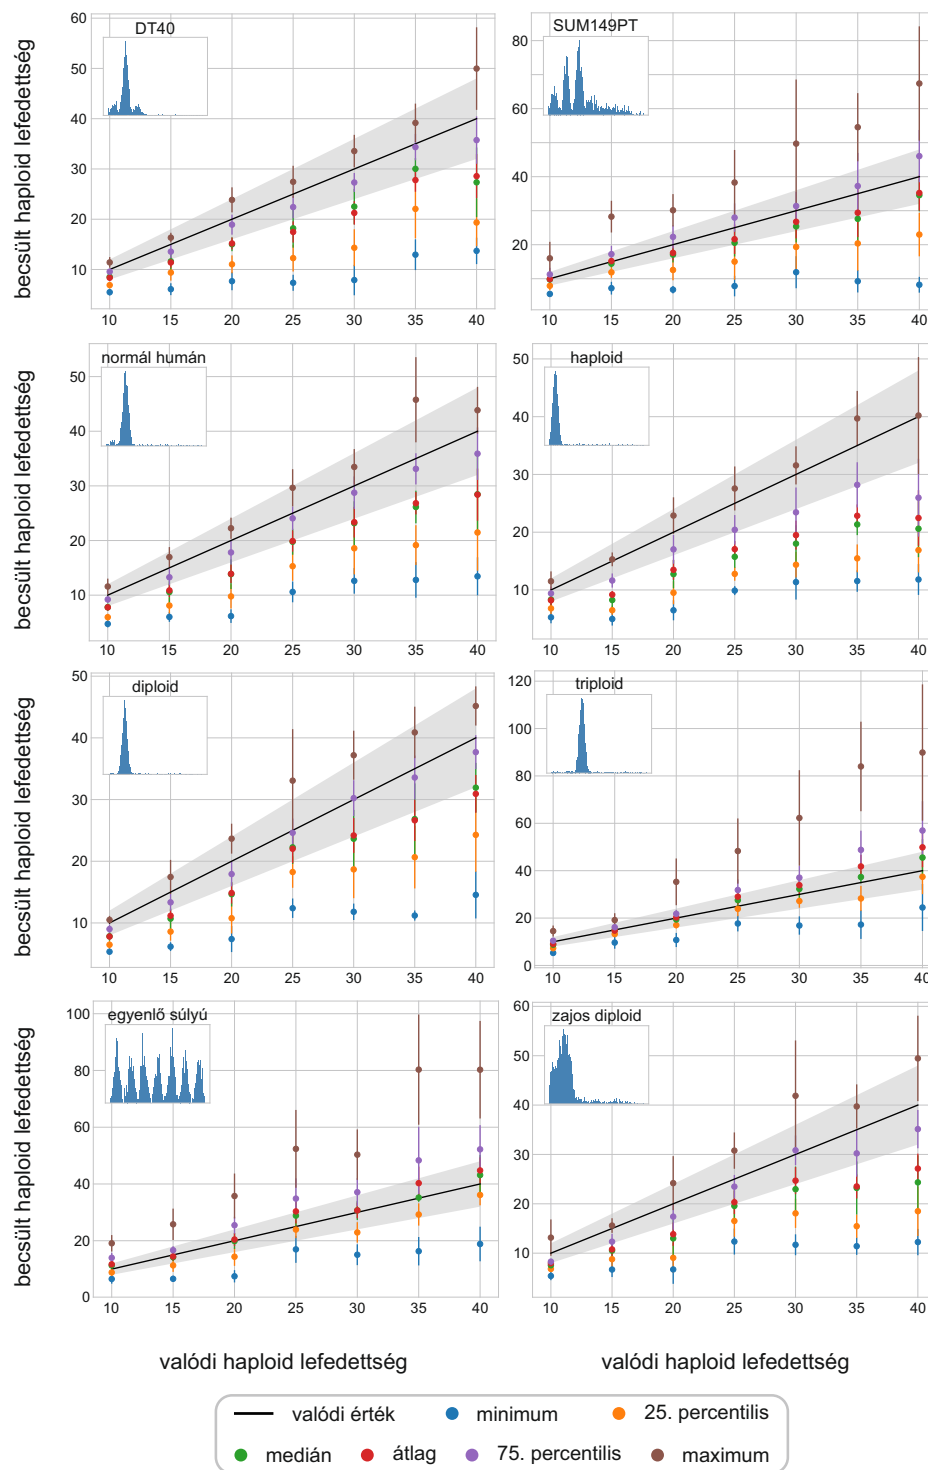 DT40
SUM149PT
becsült haploid lefedettség
60
50
40
30
20
10
10 15 20 25 30 35 40
80
60
40
20
10 15 20 25 30 35 40
normál humán
haploid
becsült haploid lefedettség
50
40
30
20
10
10 15 20 25 30 35 40
50
40
30
20
10
10 15 20 25 30 35 40
diploid
triploid
becsült haploid lefedettség
50
40
30
20
10
10 15 20 25 30 35 40
120
100
80
60
40
20
0
10 15 20 25 30 35 40
egyenlő súlyú
zajos diploid
becsült haploid lefedettség
100
80
60
40
20
0
10 15 20 25 30 35 40
60
50
40
30
20
10
10 15 20 25 30 35 40
valódi haploid lefedettség
valódi haploid lefedettség
valódi érték minimum 25. percentilis
medián átlag 75. percentilis maximum